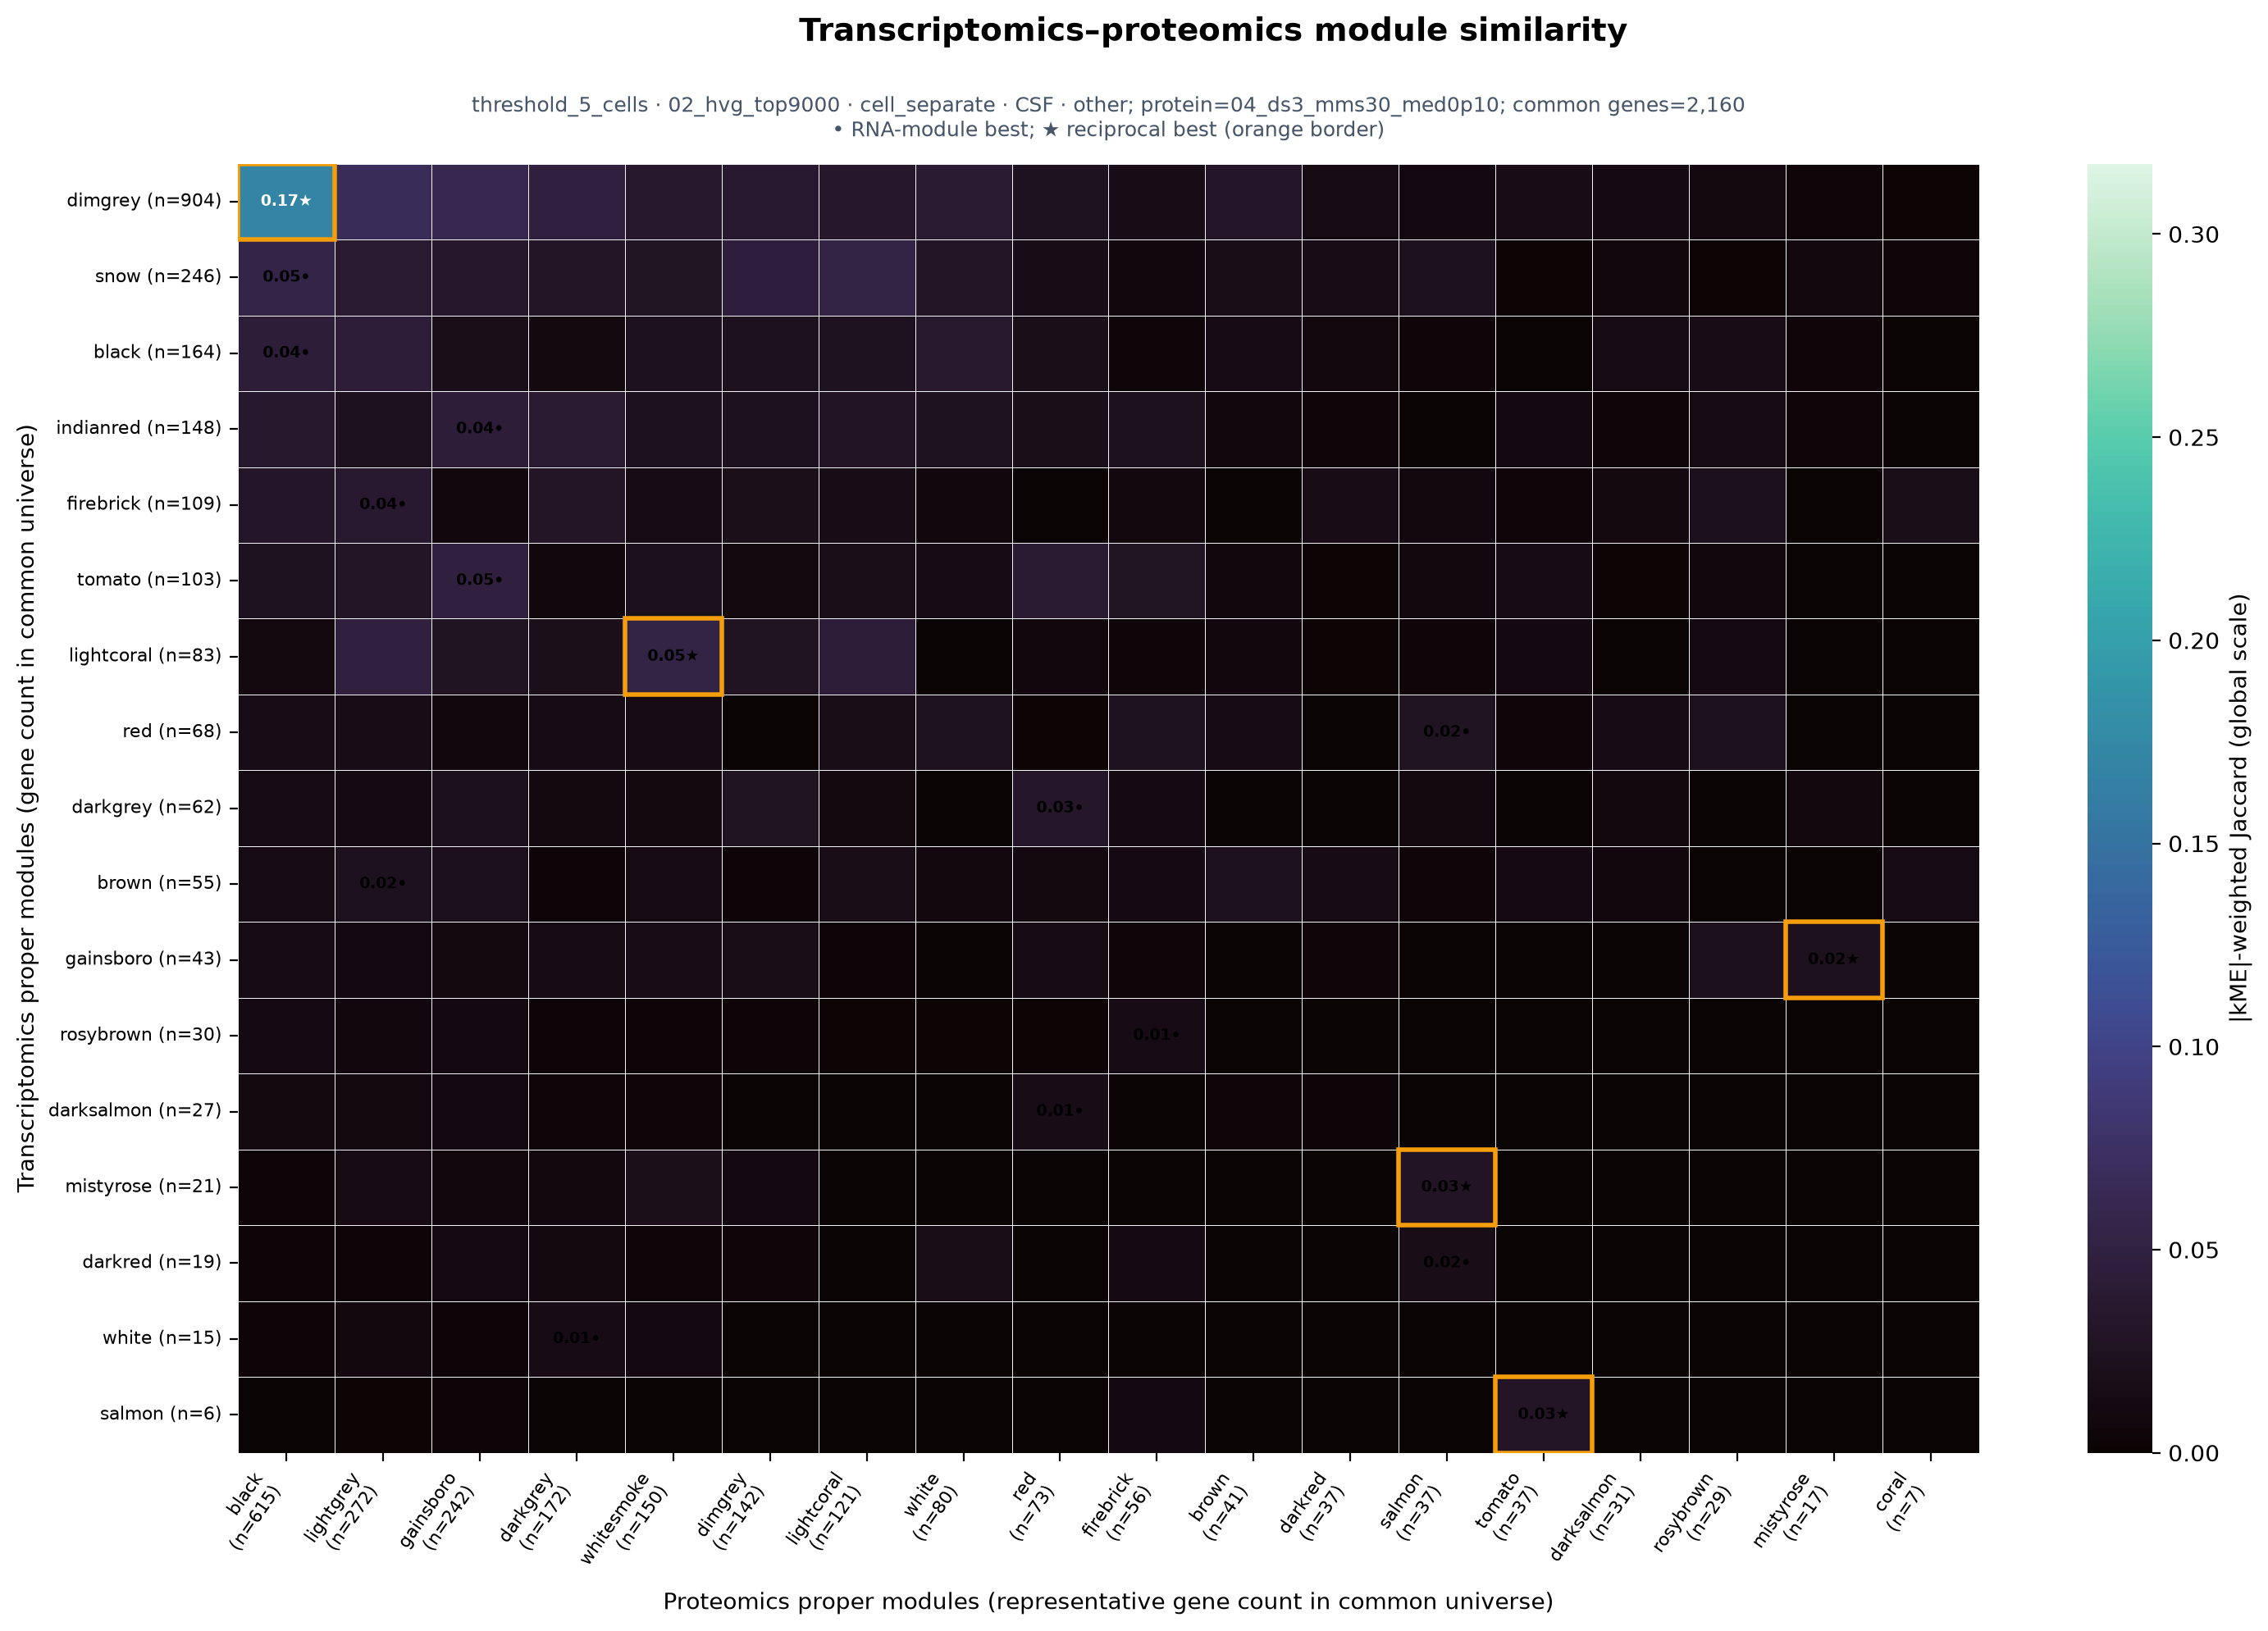 Transcriptomics–proteomics module similarity
threshold_5_cells · 02_hvg_top9000 · cell_separate · CSF · other; protein=04_ds3_mms30_med0p10; common genes=2,160
• RNA-module best; ★ reciprocal best (orange border)
Transcriptomics proper modules (gene count in common universe)
dimgrey (n=904)
0.17★
snow (n=246)
0.05•
black (n=164)
0.04•
indianred (n=148)
0.04•
firebrick (n=109)
0.04•
tomato (n=103)
0.05•
lightcoral (n=83)
0.05★
red (n=68)
0.02•
darkgrey (n=62)
0.03•
brown (n=55)
0.02•
gainsboro (n=43)
0.02★
rosybrown (n=30)
0.01•
darksalmon (n=27)
0.01•
mistyrose (n=21)
0.03★
darkred (n=19)
0.02•
white (n=15)
0.01•
salmon (n=6)
0.03★
black
(n=615)
lightgrey
(n=272)
gainsboro
(n=242)
darkgrey
(n=172)
whitesmoke
(n=150)
dimgrey
(n=142)
lightcoral
(n=121)
white
(n=80)
red
(n=73)
firebrick
(n=56)
brown
(n=41)
darkred
(n=37)
salmon
(n=37)
tomato
(n=37)
darksalmon
(n=31)
rosybrown
(n=29)
mistyrose
(n=17)
coral
(n=7)
Proteomics proper modules (representative gene count in common universe)
0.30
0.25
0.20
0.15
0.10
0.05
0.00
|kME|-weighted Jaccard (global scale)